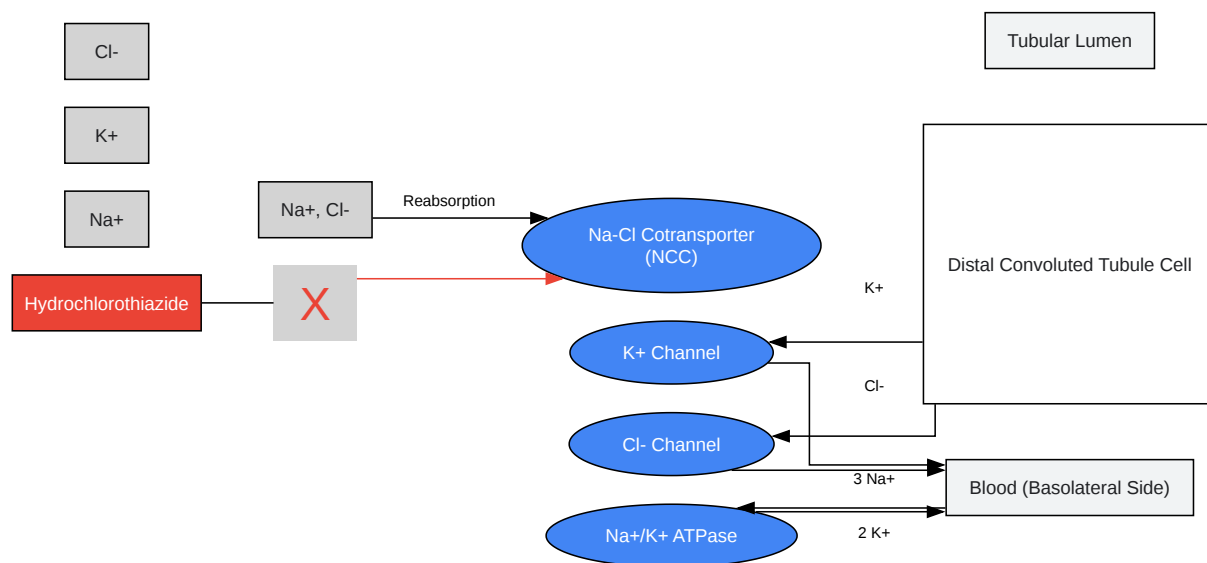 Tubular Lumen
Cl-
K+
Na+
Na+, Cl-
Reabsorption
Na-Cl Cotransporter
(NCC)
Distal Convoluted Tubule Cell
Hydrochlorothiazide
X
K+
K+ Channel
Cl-
Cl- Channel
3 Na+
Blood (Basolateral Side)
Na+/K+ ATPase
2 K+